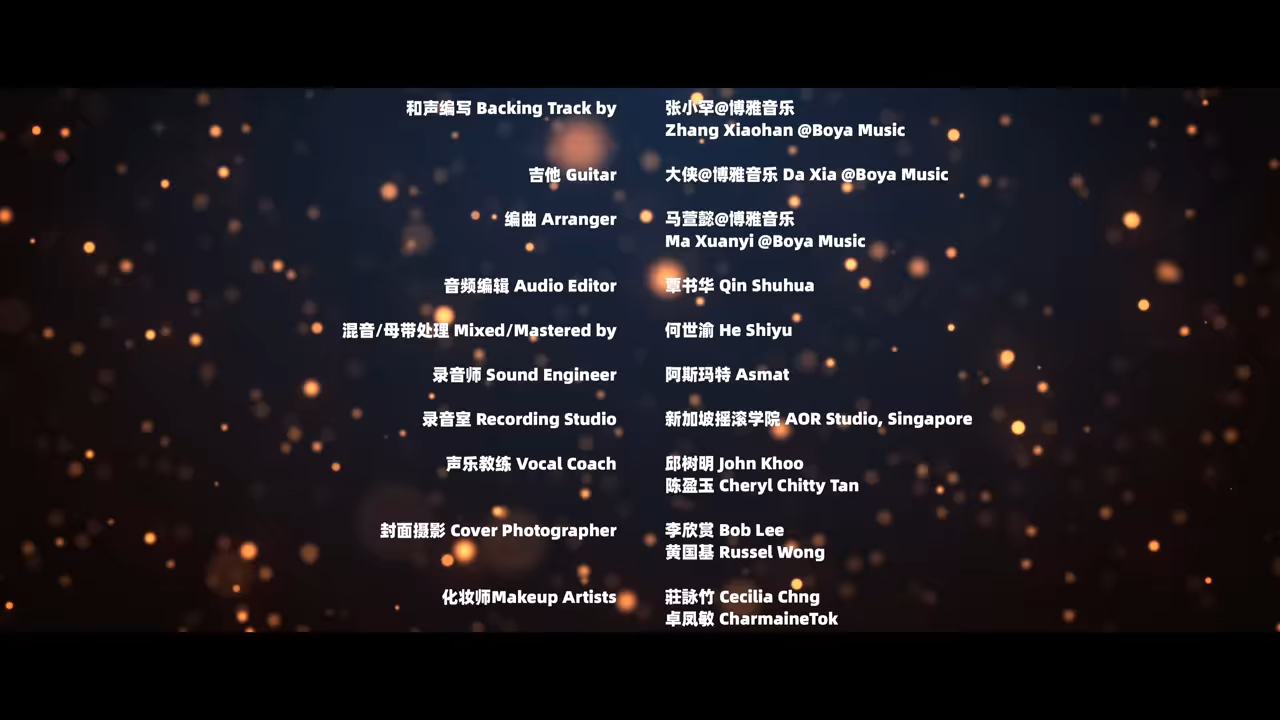 和声编写 Backing Track by 张小罕@博雅音乐
Zhang Xiaohan @Boya Music
吉他 Guitar 大侠@博雅音乐 Da Xia @Boya Music
编曲 Arranger 马萱懿@博雅音乐
Ma Xuanyi @Boya Music
音频编辑 Audio Editor 覃书华 Qin Shuhua
混音/母带处理 Mixed/Mastered by 何世渝 He Shiyu
录音师 Sound Engineer 阿斯玛特 Asmat
录音室 Recording Studio 新加坡摇滚学院 AOR Studio, Singapore
声乐教练 Vocal Coach 邱树明 John Khoo
陈盈玉 Cheryl Chitty Tan
封面摄影 Cover Photographer 李欣赏 Bob Lee
黄国基 Russel Wong
化妆师Makeup Artists 莊詠竹 Cecilia Chng
卓凤敏 CharmaineTok